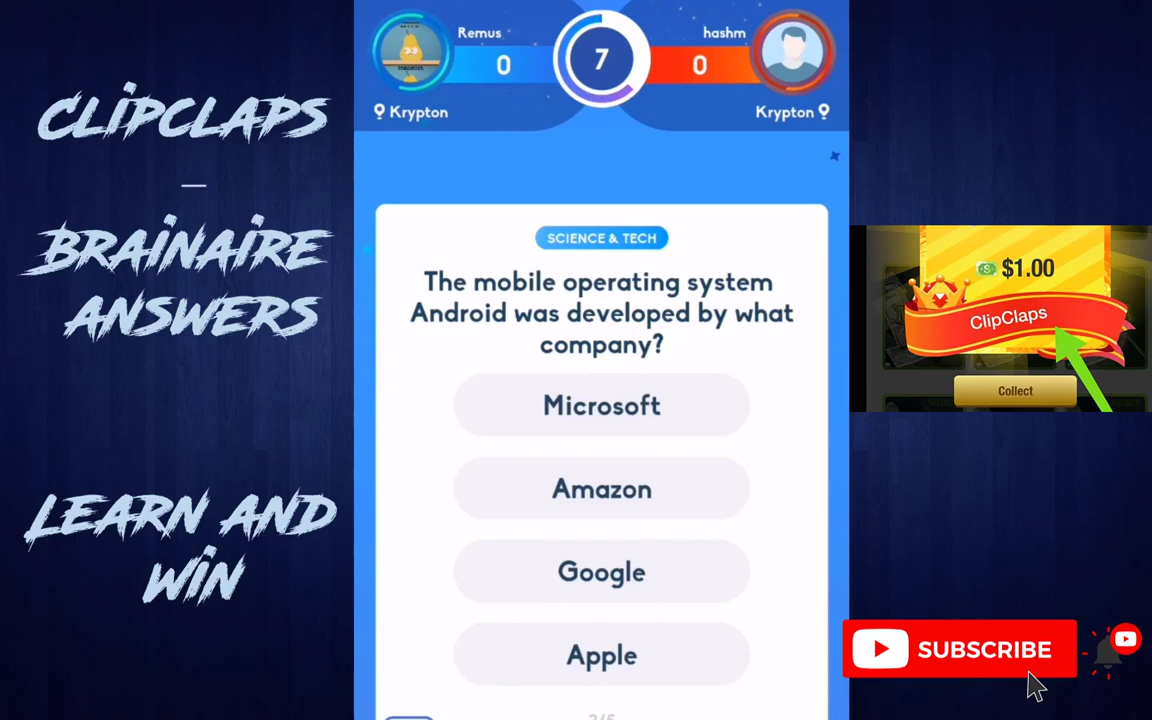 CLIPCLAPS
—
BRAINAIRE
ANSWERS
LEARN AND
WIN
Remus
hashm
0
7
0
Krypton
Krypton
SCIENCE & TECH
The mobile operating system
Android was developed by what
company?
Microsoft
Amazon
Google
Apple
$1.00
ClipClaps
Collect
SUBSCRIBE